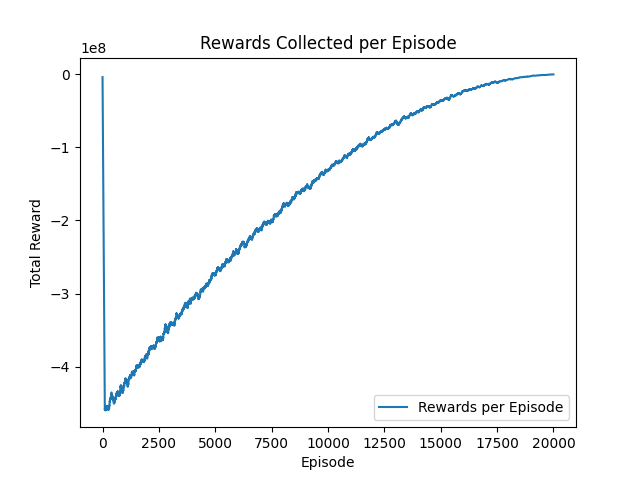 Rewards Collected per Episode
1e8
0
−1
−2
−3
−4
Total Reward
Rewards per Episode
0 2500 5000 7500 10000 12500 15000 17500 20000
Episode